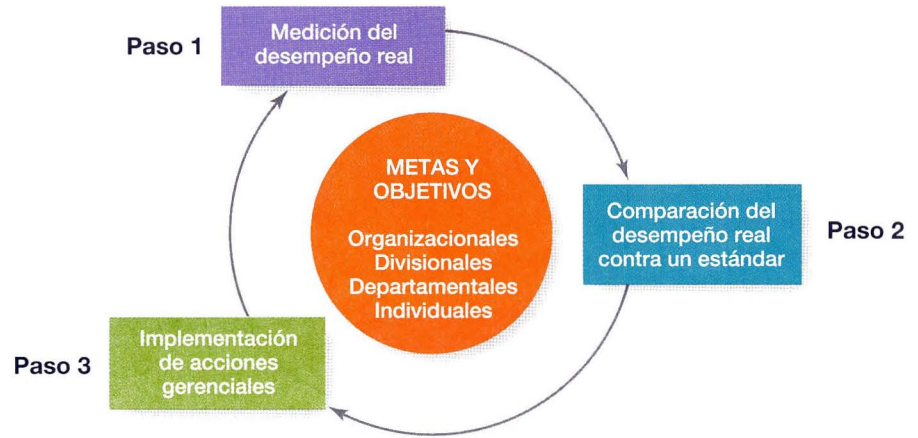 Paso 1
Medición del
desempeño real
METAS Y
OBJETIVOS
Organizacionales
Divisionales
Departamentales
Individuales
Comparación del
desempeño real
contra un estándar
Paso 2
Paso 3
Implementación
de acciones
gerenciales